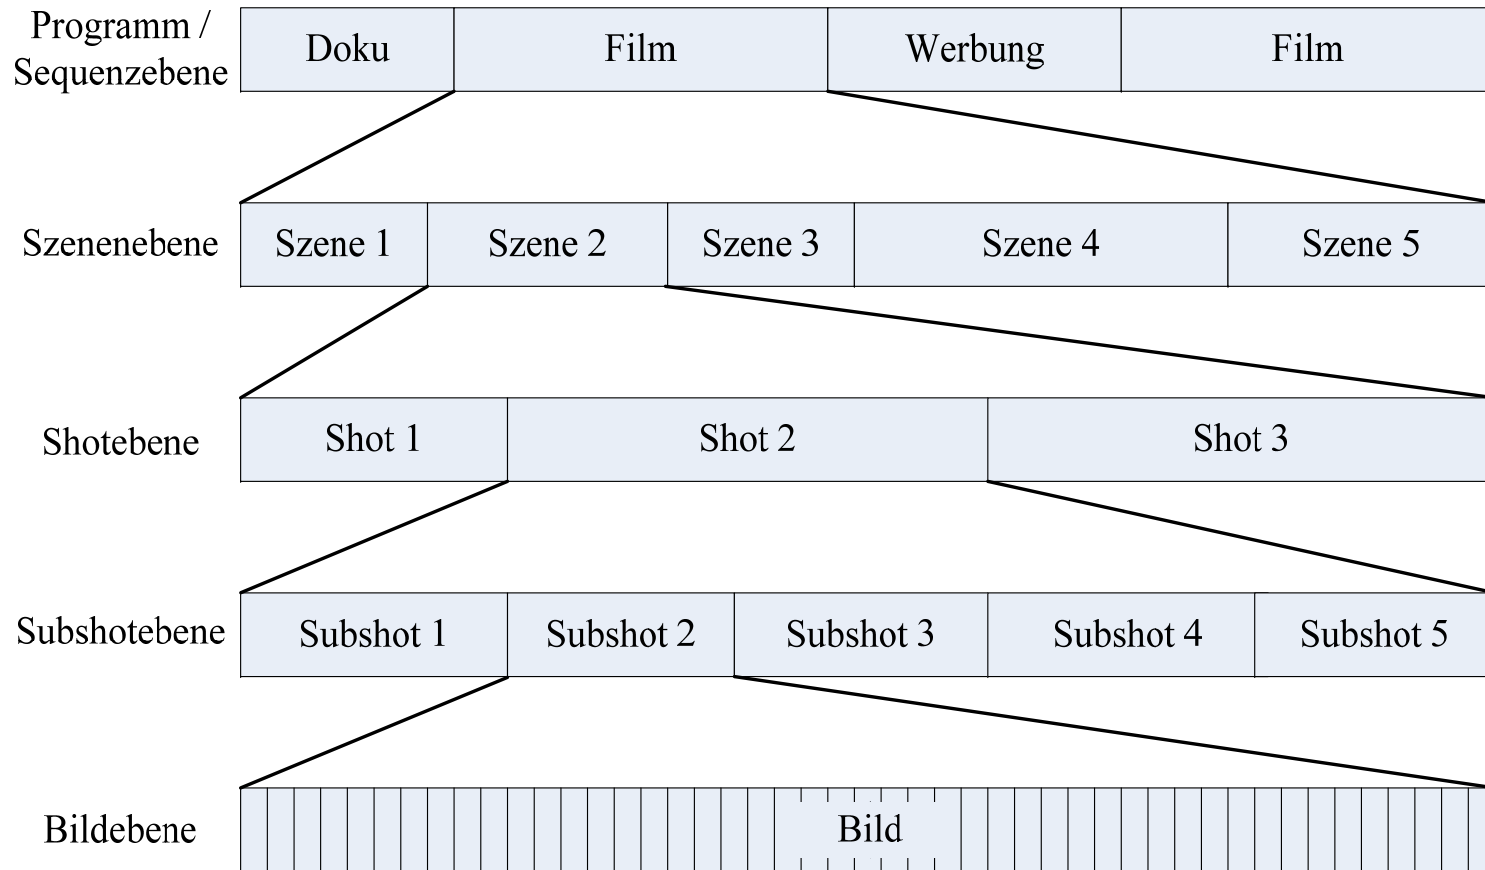 Programm /
Sequenzebene
Doku Film Werbung Film
Szenenebene
Szene 1 Szene 2 Szene 3 Szene 4 Szene 5
Shotebene
Shot 1 Shot 2 Shot 3
Subshotebene
Subshot 1 Subshot 2 Subshot 3 Subshot 4 Subshot 5
Bildebene
Bild